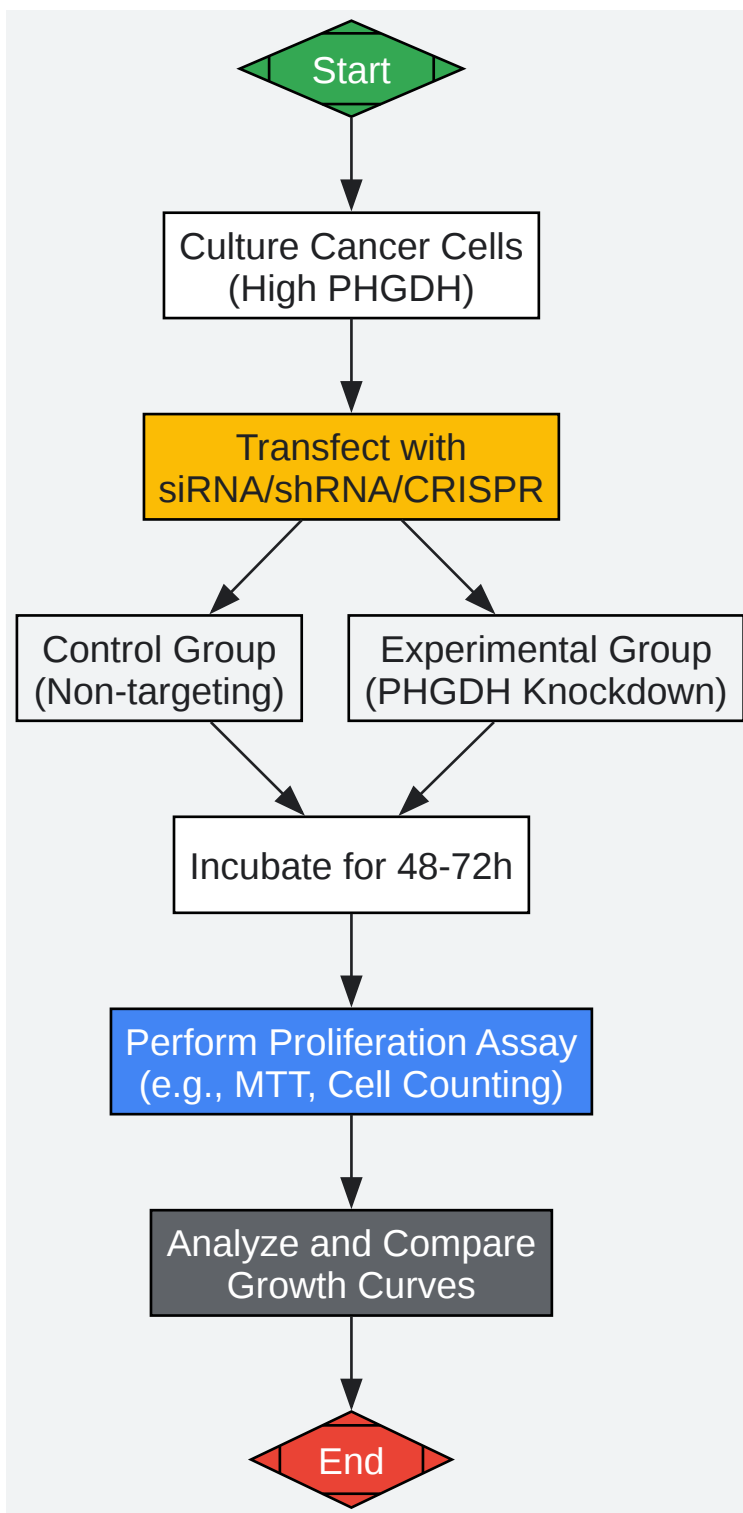 Start
Culture Cancer Cells
(High PHGDH)
Transfect with
siRNA/shRNA/CRISPR
Control Group
(Non-targeting)
Experimental Group
(PHGDH Knockdown)
Incubate for 48-72h
Perform Proliferation Assay
(e.g., MTT, Cell Counting)
Analyze and Compare
Growth Curves
End